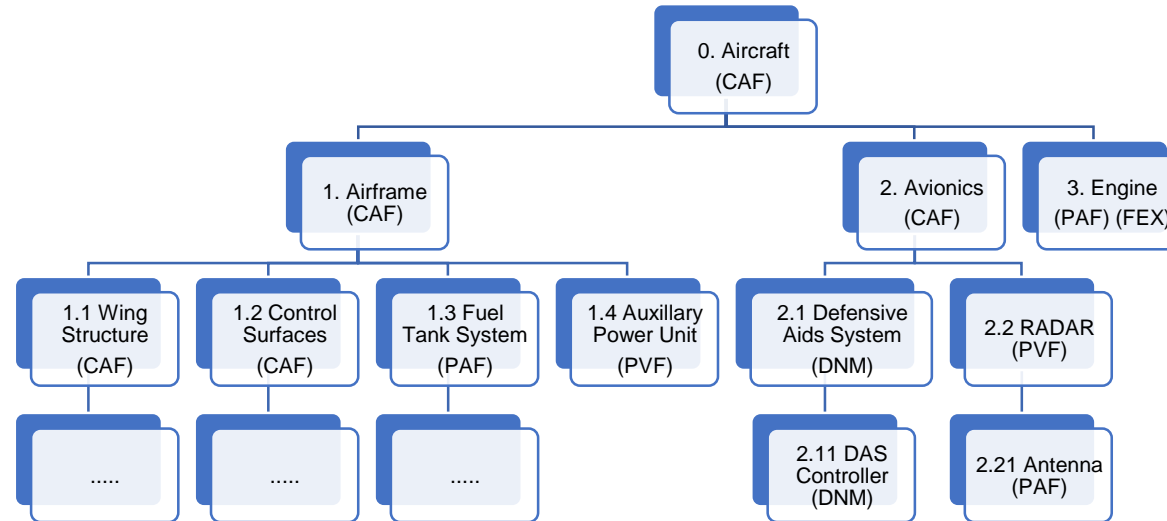 0. Aircraft
(CAF)
1. Airframe
(CAF)
2. Avionics
(CAF)
3. Engine
(PAF) (FEX)
1.1 Wing
Structure
(CAF)
1.2 Control
Surfaces
(CAF)
1.3 Fuel
Tank System
(PAF)
1.4 Auxillary
Power Unit
(PVF)
2.1 Defensive
Aids System
(DNM)
2.2 RADAR
(PVF)
.....
.....
.....
2.11 DAS
Controller
(DNM)
2.21 Antenna
(PAF)